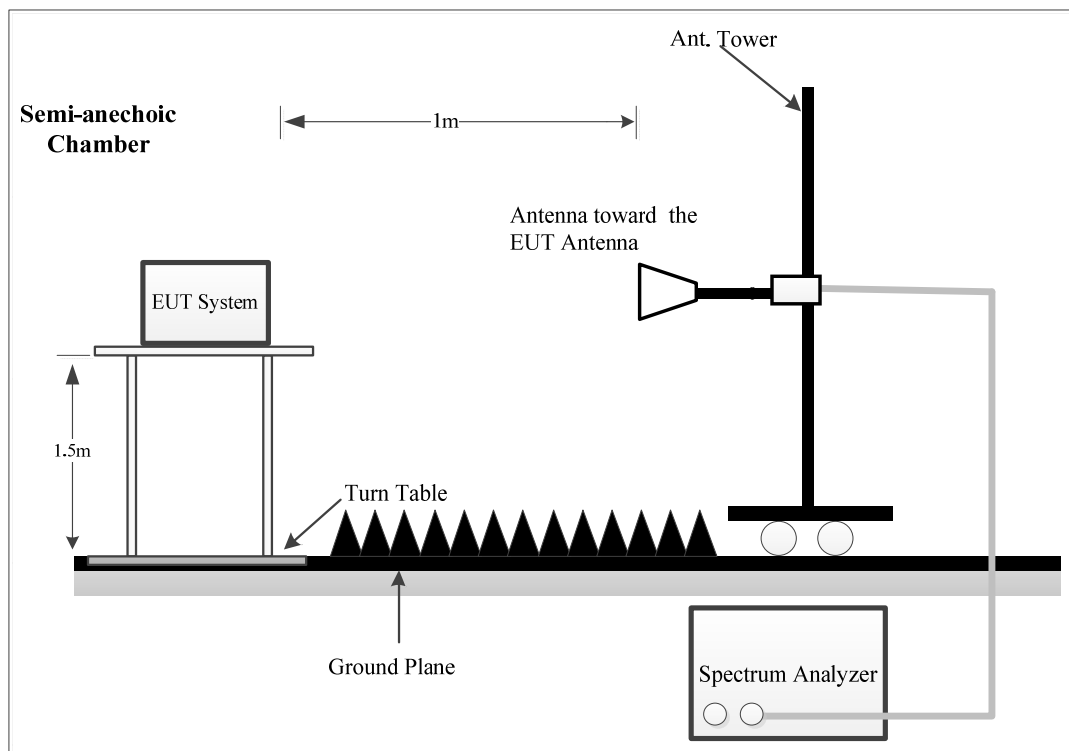 Ant. Tower
Semi-anechoic
Chamber
1m
Antenna toward the
EUT Antenna
EUT System
1.5m
Turn Table
Ground Plane
Spectrum Analyzer